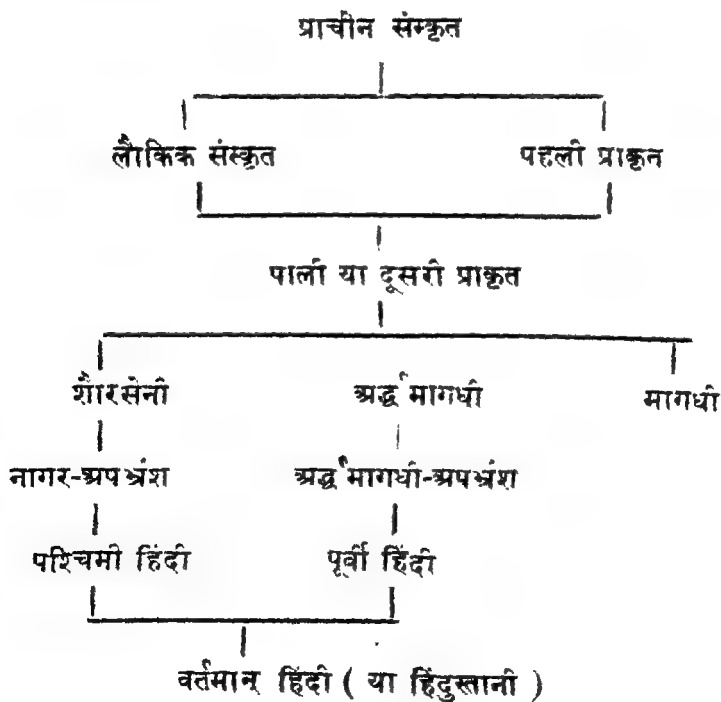 प्राचीन संस्कृत
लौकिक संस्कृत पहली प्राकृत
पाली या दूसरी प्राकृत
शौरसेनी अर्द्धमागधी मागधी
नागर-अपभ्रंश अर्द्धमागधी-अपभ्रंश
पश्चिमी हिंदी पूर्वी हिंदी
वर्तमान् हिंदी ( या हिंदुस्तानी )